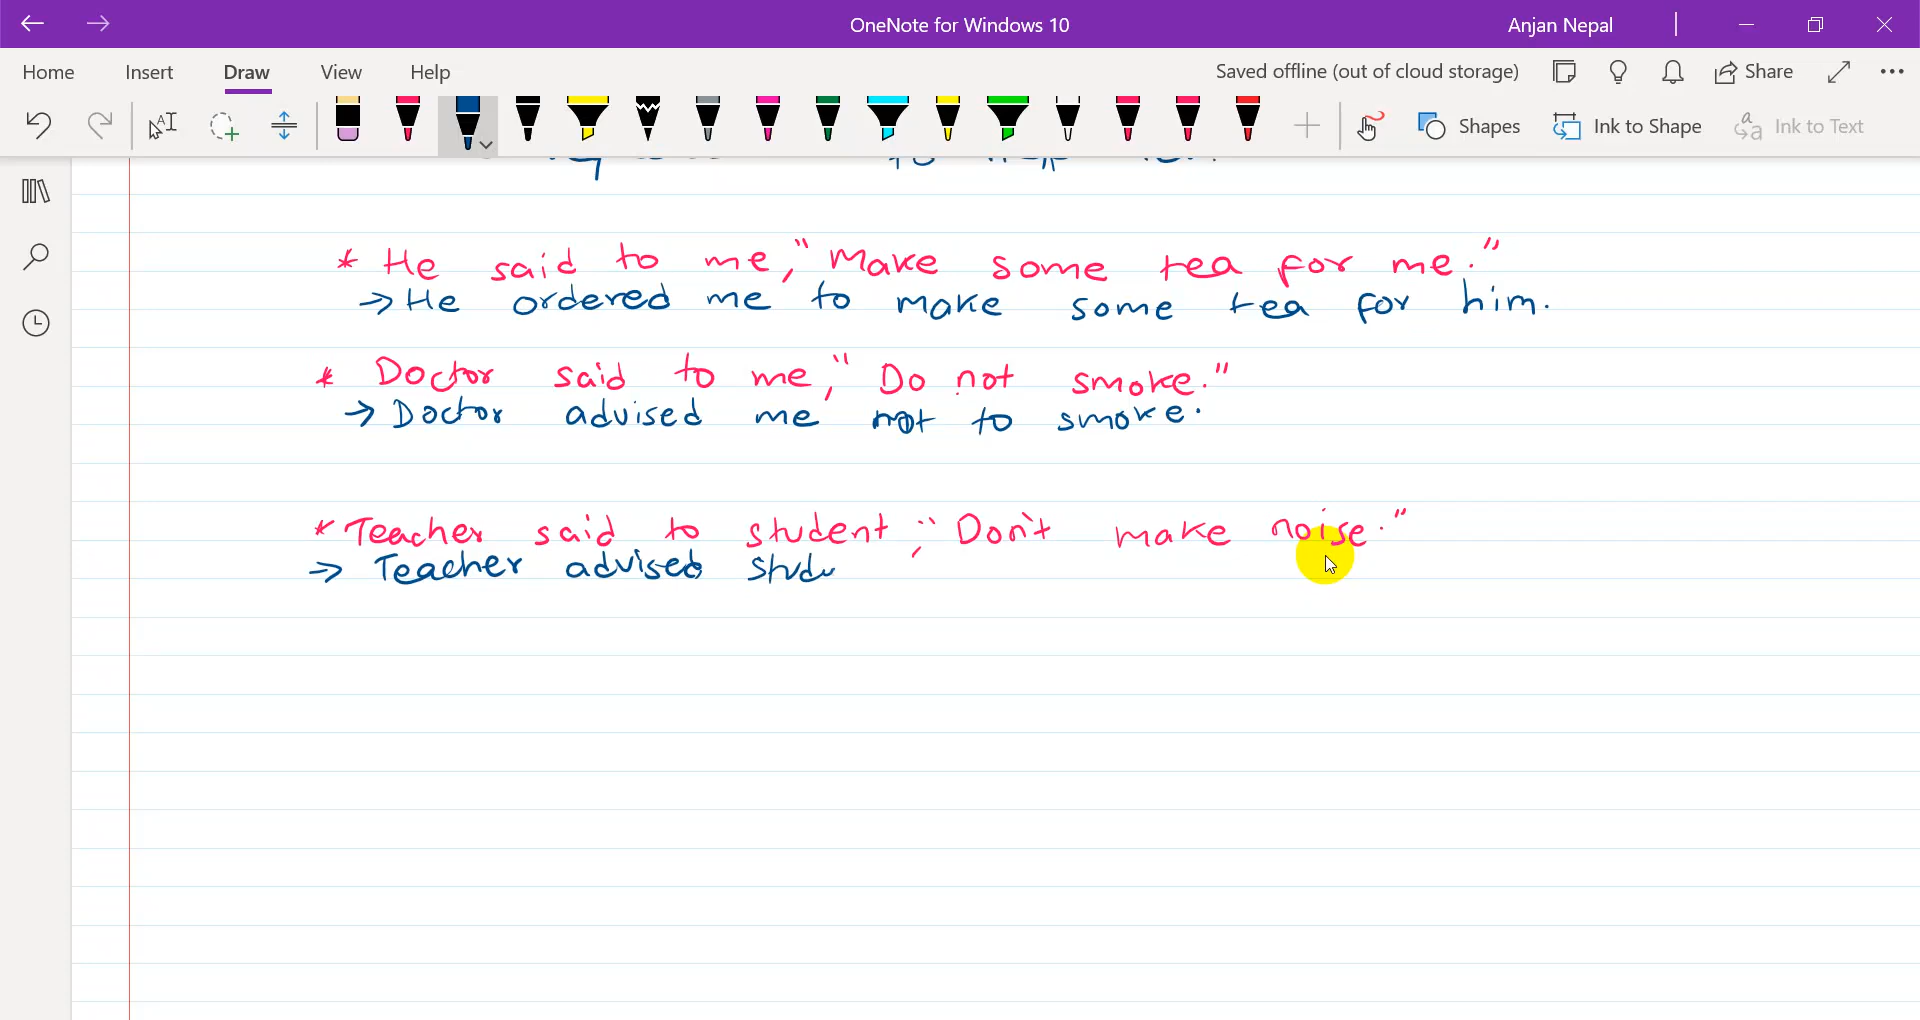 OneNote for Windows 10
Anjan Nepal
Home Insert Draw View Help
Saved offline (out of cloud storage)
Share
Shapes
Ink to Shape
Ink to Text
* He said to me, "Make some tea for me."
→ He ordered me to make some tea for him.
* Doctor said to me, "Do not smoke."
→ Doctor advised me not to smoke.
* Teacher said to student, "Don't make noise."
→ Teacher advised stude